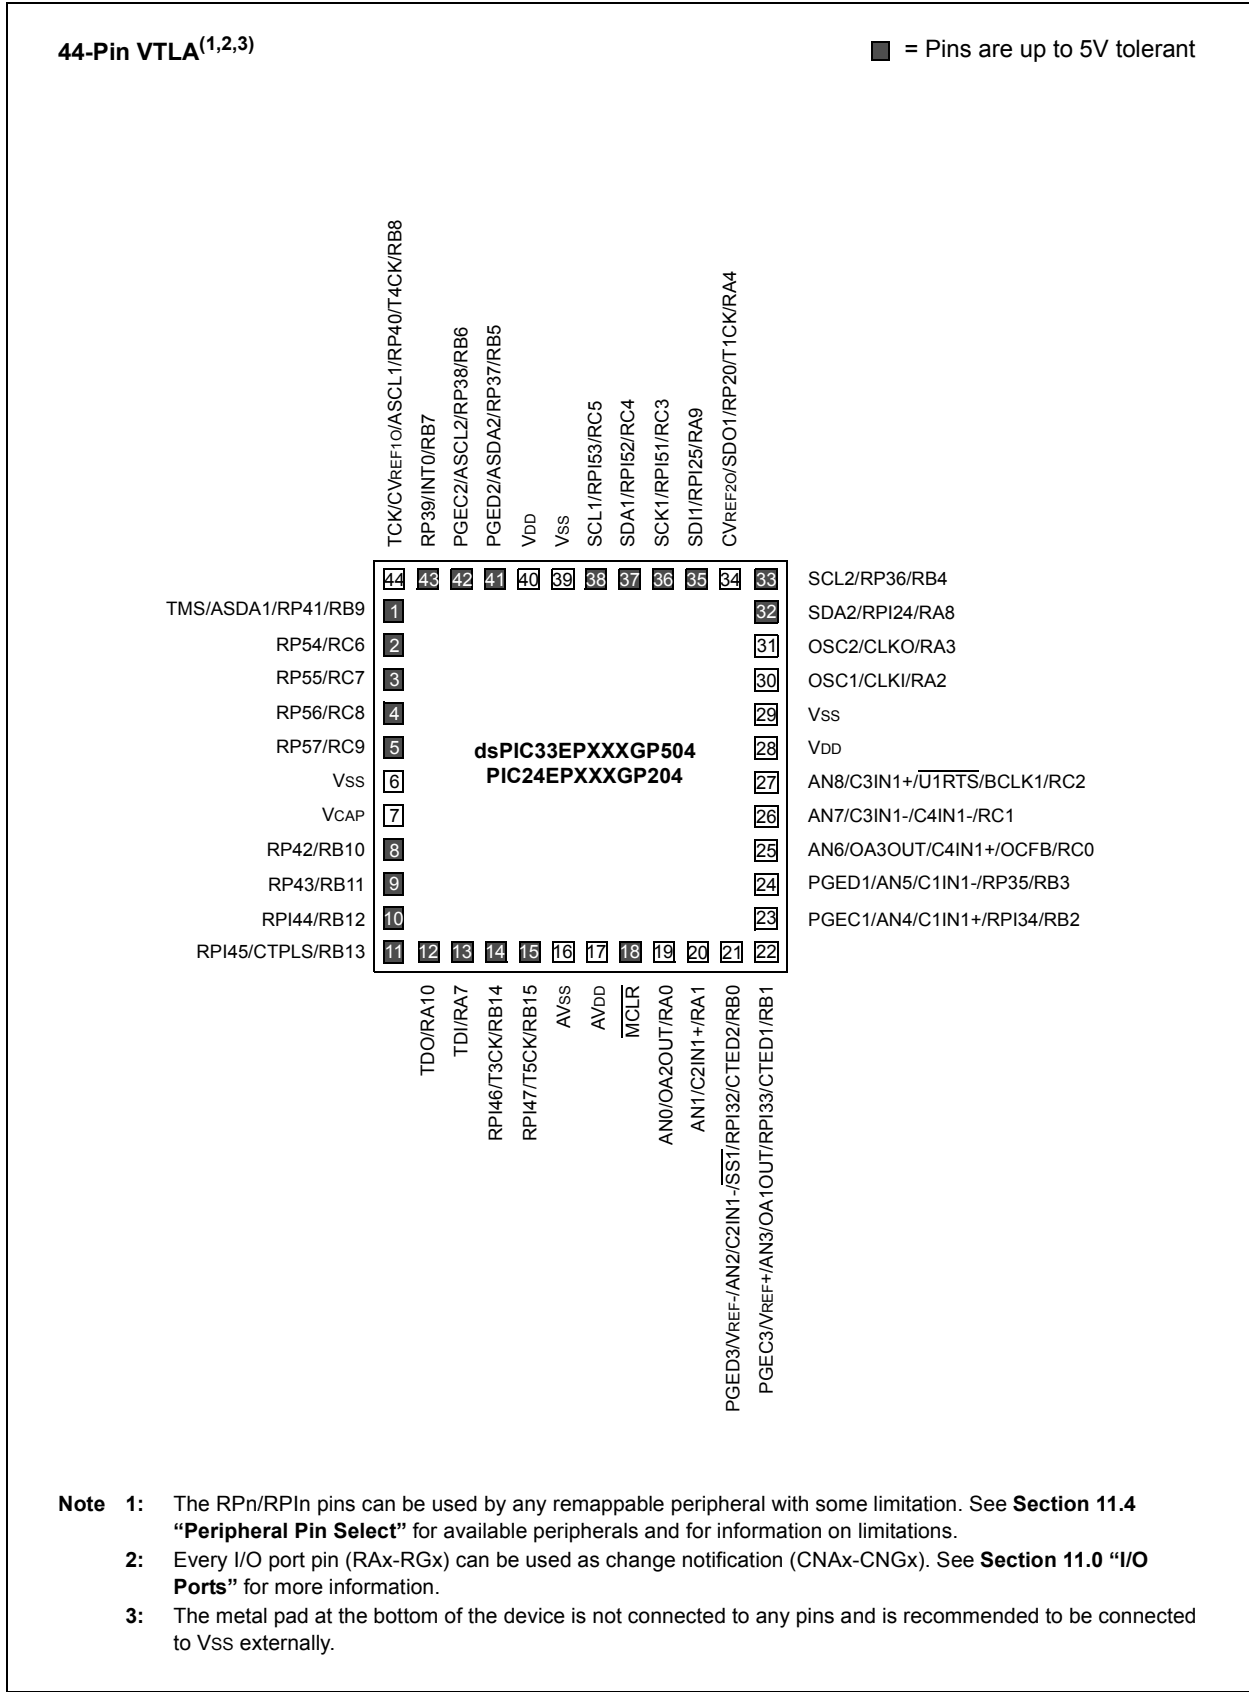 44-Pin VTLA(1,2,3)
= Pins are up to 5V tolerant
TCK/CVREF1O/ASCL1/RP40/T4CK/RB8
RP39/INT0/RB7
PGEC2/ASCL2/RP38/RB6
PGED2/ASDA2/RP37/RB5
VDD
VSS
SCL1/RPI53/RC5
SDA1/RPI52/RC4
SCK1/RPI51/RC3
SDI1/RPI25/RA9
CVREF2O/SDO1/RP20/T1CK/RA4
44 43 42 41 40 39 38 37 36 35 34 33 SCL2/RP36/RB4
TMS/ASDA1/RP41/RB9 1
32 SDA2/RPI24/RA8
RP54/RC6 2
31 OSC2/CLKO/RA3
RP55/RC7 3
30 OSC1/CLKI/RA2
RP56/RC8 4
29 VSS
RP57/RC9 5
dsPIC33EPXXXGP504
28 VDD
VSS 6
PIC24EPXXXGP204
27 AN8/C3IN1+/U1RTS/BCLK1/RC2
VCAP 7
26 AN7/C3IN1-/C4IN1-/RC1
RP42/RB10 8
25 AN6/OA3OUT/C4IN1+/OCFB/RC0
RP43/RB11 9
24 PGED1/AN5/C1IN1-/RP35/RB3
RPI44/RB12 10
23 PGEC1/AN4/C1IN1+/RPI34/RB2
RPI45/CTPLS/RB13 11 12 13 14 15 16 17 18 19 20 21 22
TDO/RA10
TDI/RA7
RPI46/T3CK/RB14
RPI47/T5CK/RB15
AVSS
AVDD
MCLR
AN0/OA2OUT/RA0
AN1/C2IN1+/RA1
PGED3/VREF-/AN2/C2IN1-/SS1/RPI32/CTED2/RB0
PGEC3/VREF+/AN3/OA1OUT/RPI33/CTED1/RB1
Note 1: The RPn/RPIn pins can be used by any remappable peripheral with some limitation. See Section 11.4
“Peripheral Pin Select” for available peripherals and for information on limitations.
2: Every I/O port pin (RAx-RGx) can be used as change notification (CNAx-CNGx). See Section 11.0 “I/O
Ports” for more information.
3: The metal pad at the bottom of the device is not connected to any pins and is recommended to be connected
to VSS externally.